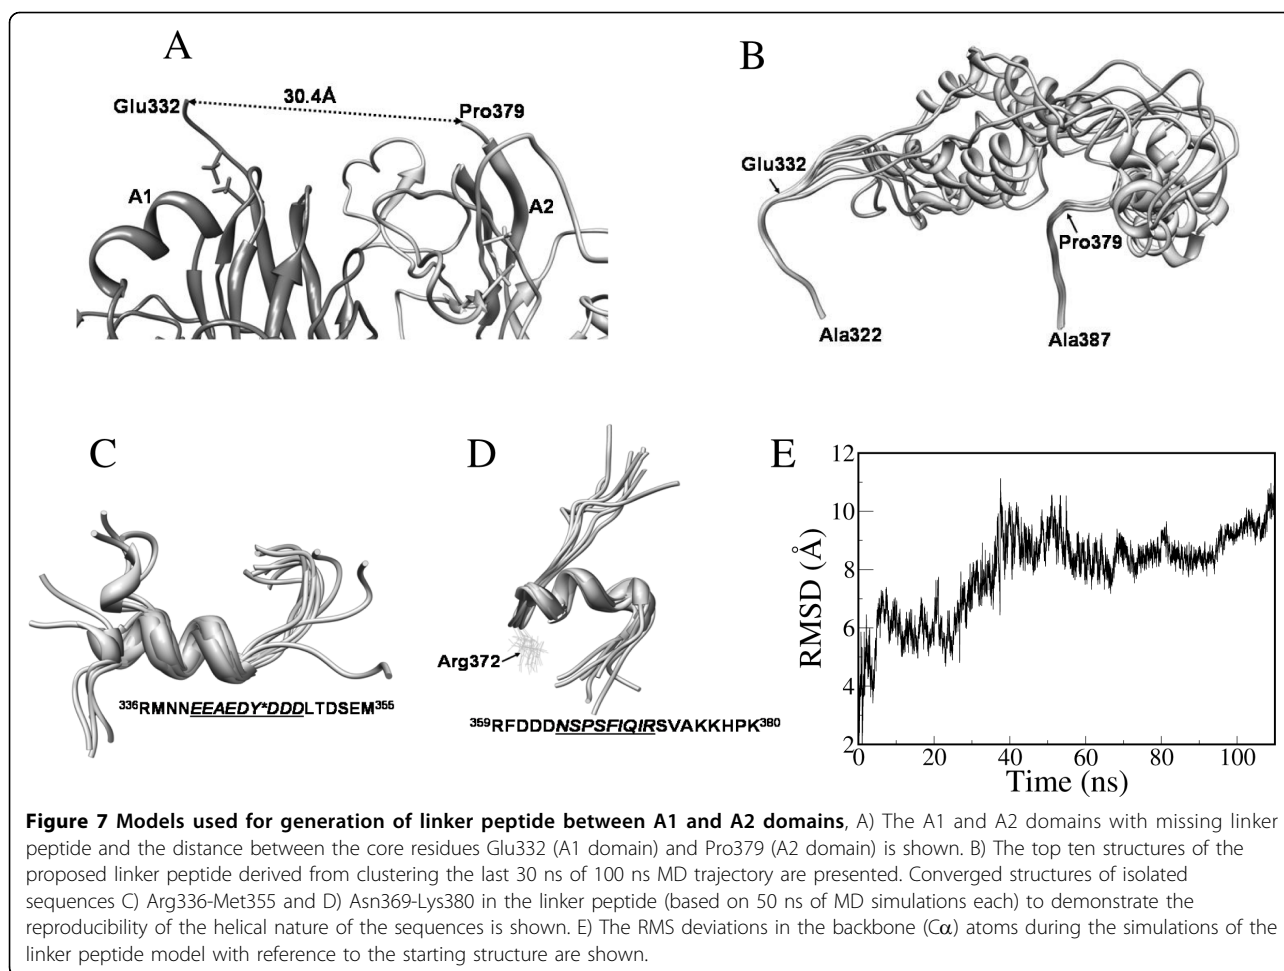 A
Glu332
30.4Å
Pro379
A1
A2
B
Glu332
Pro379
Ala322
Ala387
C
³³⁶RMNNEEAEDY*DDDLTDSEM³⁵⁵
D
Arg372
³⁵⁹RFDDDNSPSFIQIRSVAKKHPK³⁸⁰
E
12
10
8
6
4
2
RMSD (Å)
0 20 40 60 80 100
Time (ns)
Figure 7 Models used for generation of linker peptide between A1 and A2 domains, A) The A1 and A2 domains with missing linker
peptide and the distance between the core residues Glu332 (A1 domain) and Pro379 (A2 domain) is shown. B) The top ten structures of the
proposed linker peptide derived from clustering the last 30 ns of 100 ns MD trajectory are presented. Converged structures of isolated
sequences C) Arg336-Met355 and D) Asn369-Lys380 in the linker peptide (based on 50 ns of MD simulations each) to demonstrate the
reproducibility of the helical nature of the sequences is shown. E) The RMS deviations in the backbone (Cα) atoms during the simulations of the
linker peptide model with reference to the starting structure are shown.